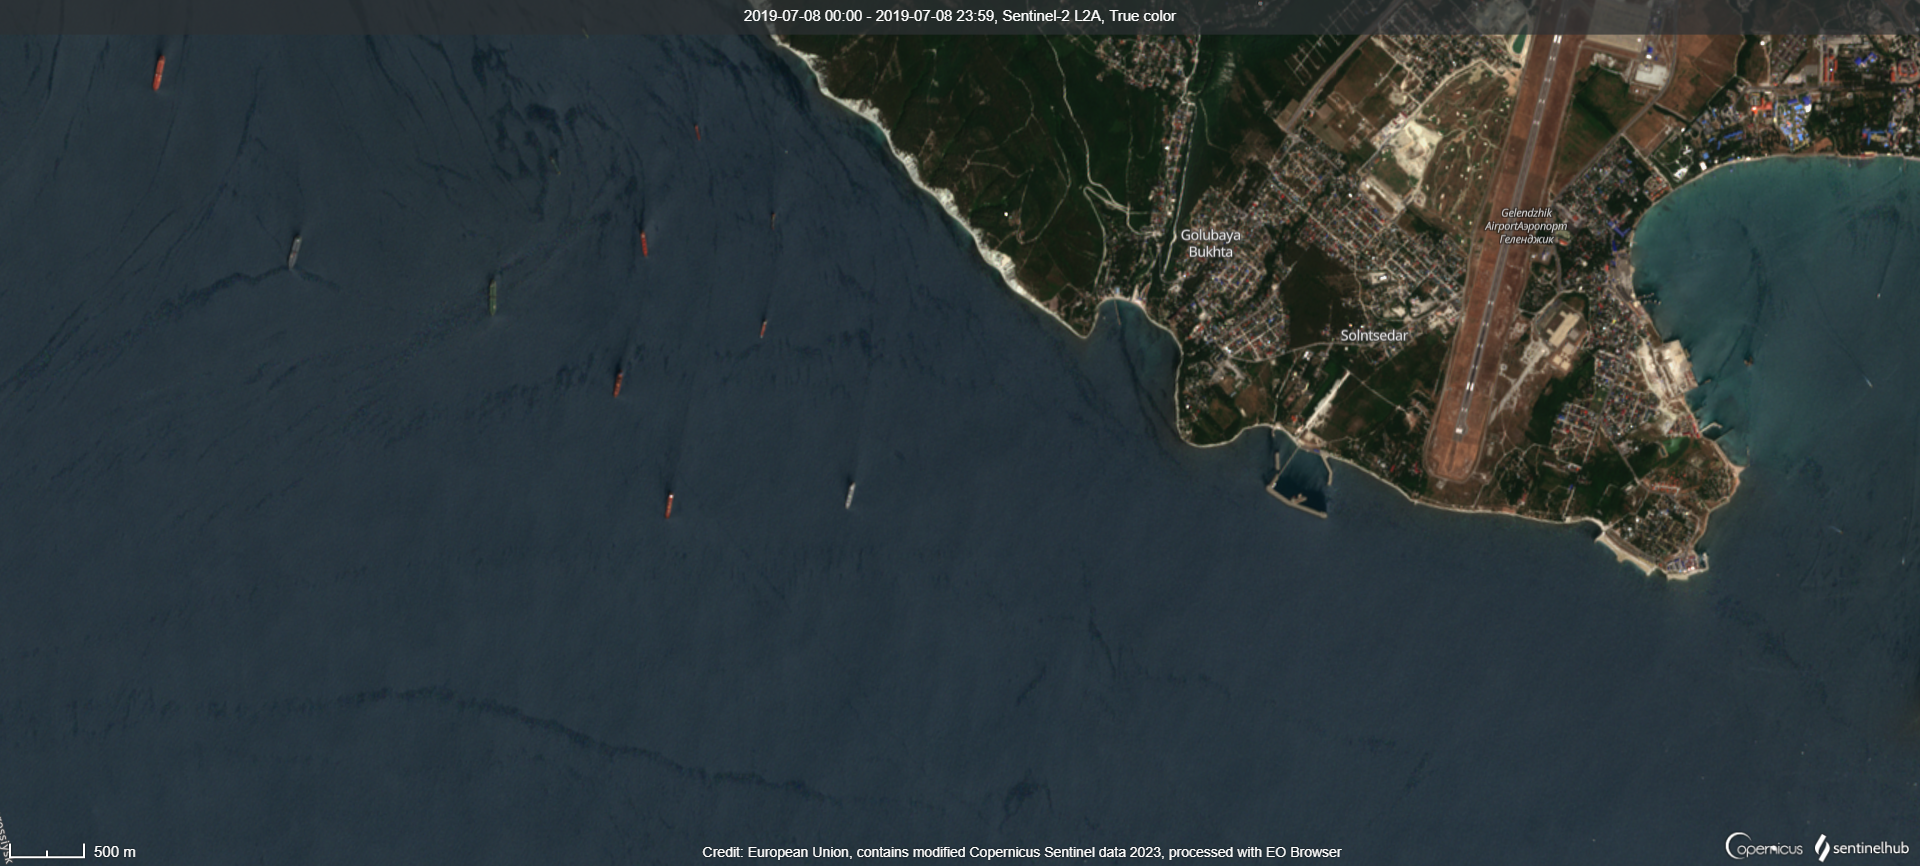 2019-07-08 00:00 - 2019-07-08 23:59, Sentinel-2 L2A, True color
Gelendzhik
AirportАэропорт
Геленджик
Golubaya
Bukhta
Solntsedar
500 m
Credit: European Union, contains modified Copernicus Sentinel data 2023, processed with EO Browser
Copernicus
sentinelhub